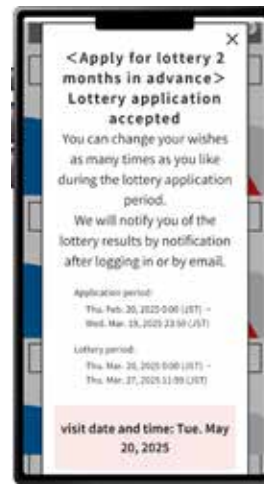 <Apply for lottery 2
months in advance>
Lottery application
accepted
You can change your wishes
as many times as you like
during the lottery application
period.
We will notify you of the
lottery results by notification
after logging in or by email.
Application period:
Thu. Feb. 20, 2025 0:00 (JST) ~
Wed. Mar. 19, 2025 23:59 (JST)
Lottery period:
Thu. Mar. 20, 2025 0:00 (JST) ~
Thu. Mar. 27, 2025 11:59 (JST)
visit date and time: Tue. May
20, 2025